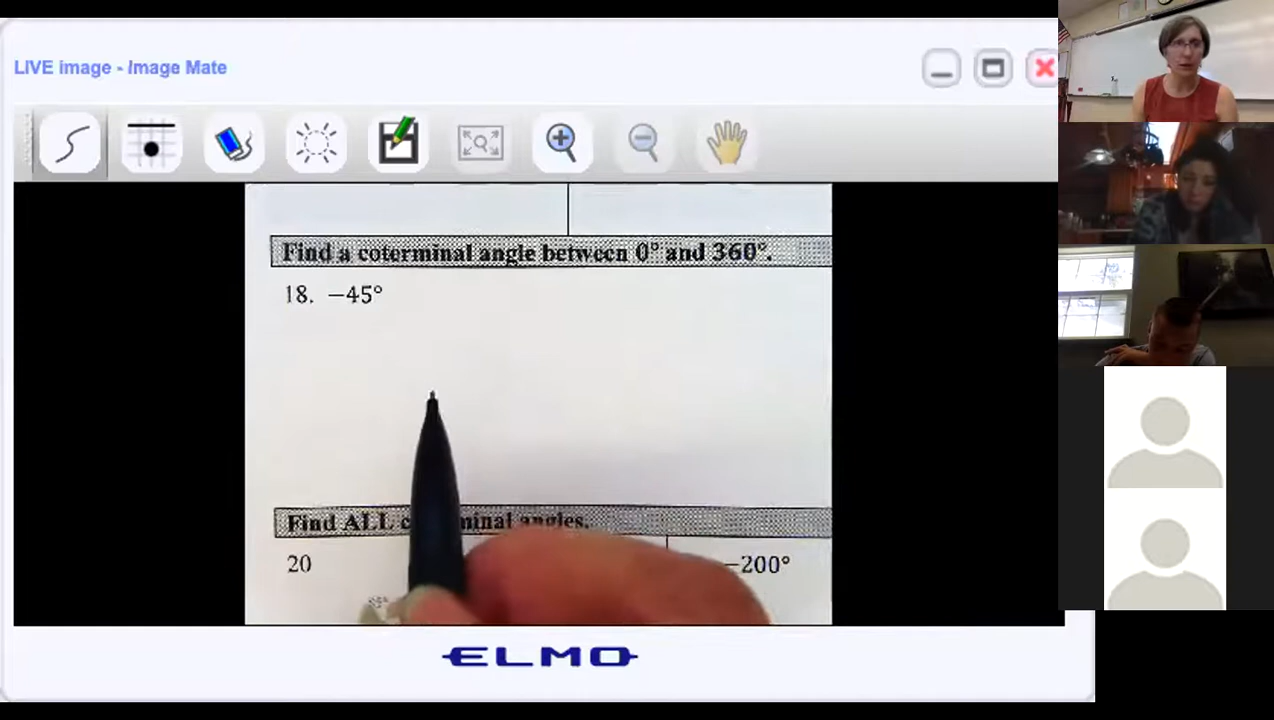 LIVE image - Image Mate
Find a coterminal angle between 0° and 360°.
18. −45°
Find ALL c minal angles.
20
−200°
ELMO